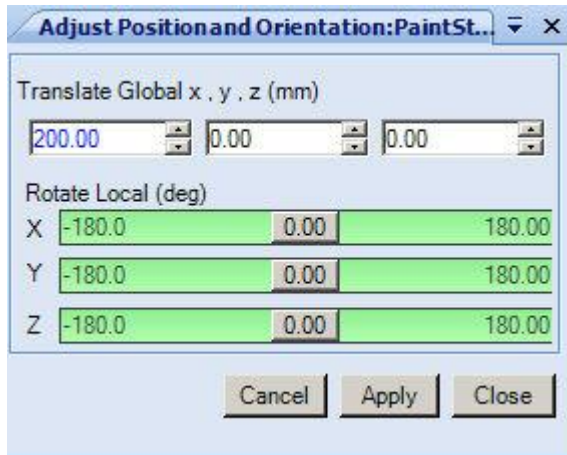 Adjust Position and Orientation:PaintSt...
Translate Global x , y , z (mm)
200.00 0.00 0.00
Rotate Local (deg)
X -180.0 0.00 180.00
Y -180.0 0.00 180.00
Z -180.0 0.00 180.00
Cancel Apply Close